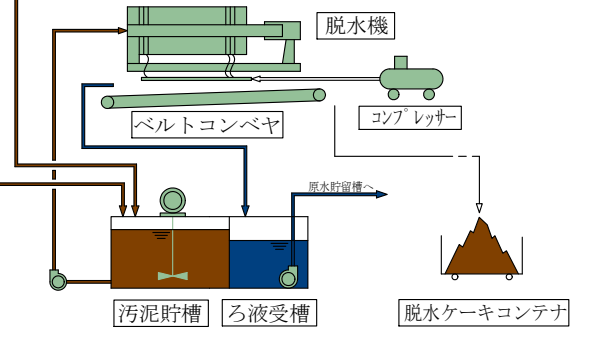 脱水機
コンプレッサー
ベルトコンベヤ
原水貯留槽へ
汚泥貯槽
ろ液受槽
脱水ケーキコンテナ